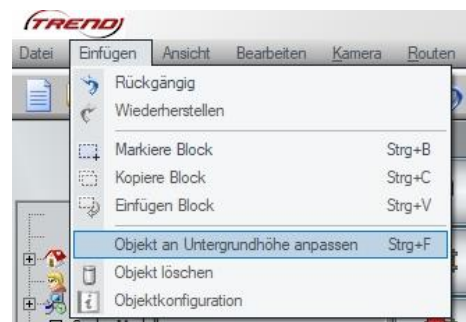 TREND
Datei Einfügen Ansicht Bearbeiten Kamera Routen
Rückgängig
Wiederherstellen
Markiere Block Strg+B
Kopiere Block Strg+C
Einfügen Block Strg+V
Objekt an Untergrundhöhe anpassen Strg+F
Objekt löschen
Objektkonfiguration